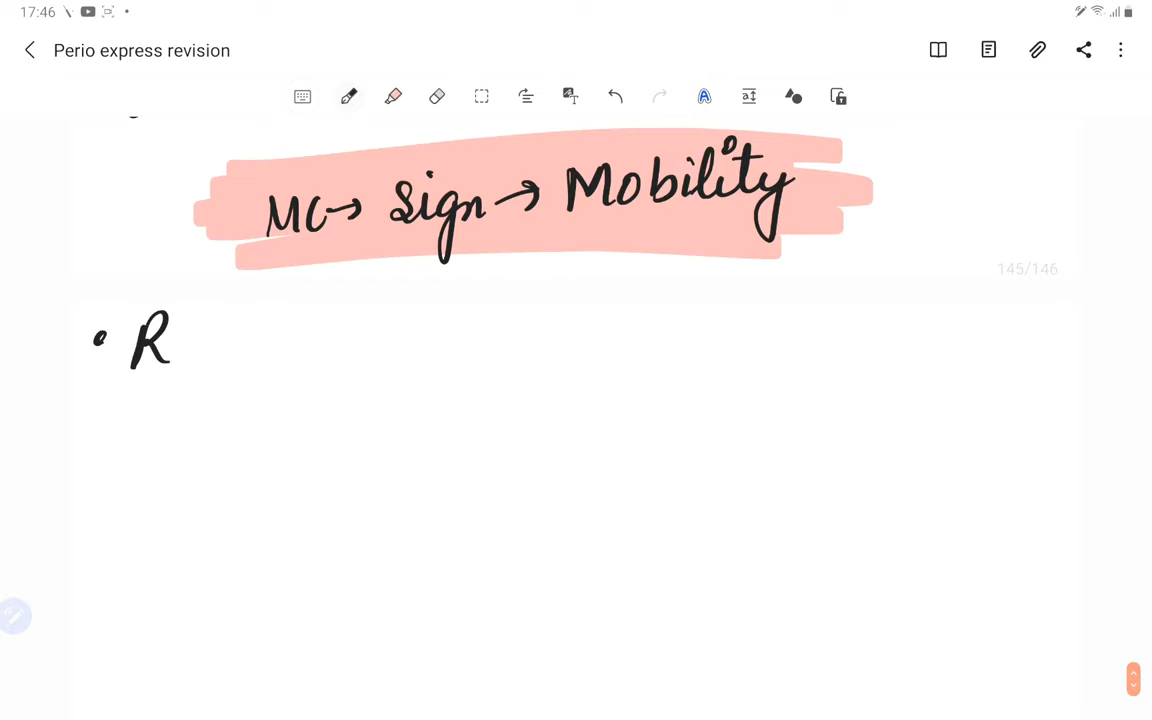 17:46
Perio express revision
MC→ Sign → Mobility
145/146
• R